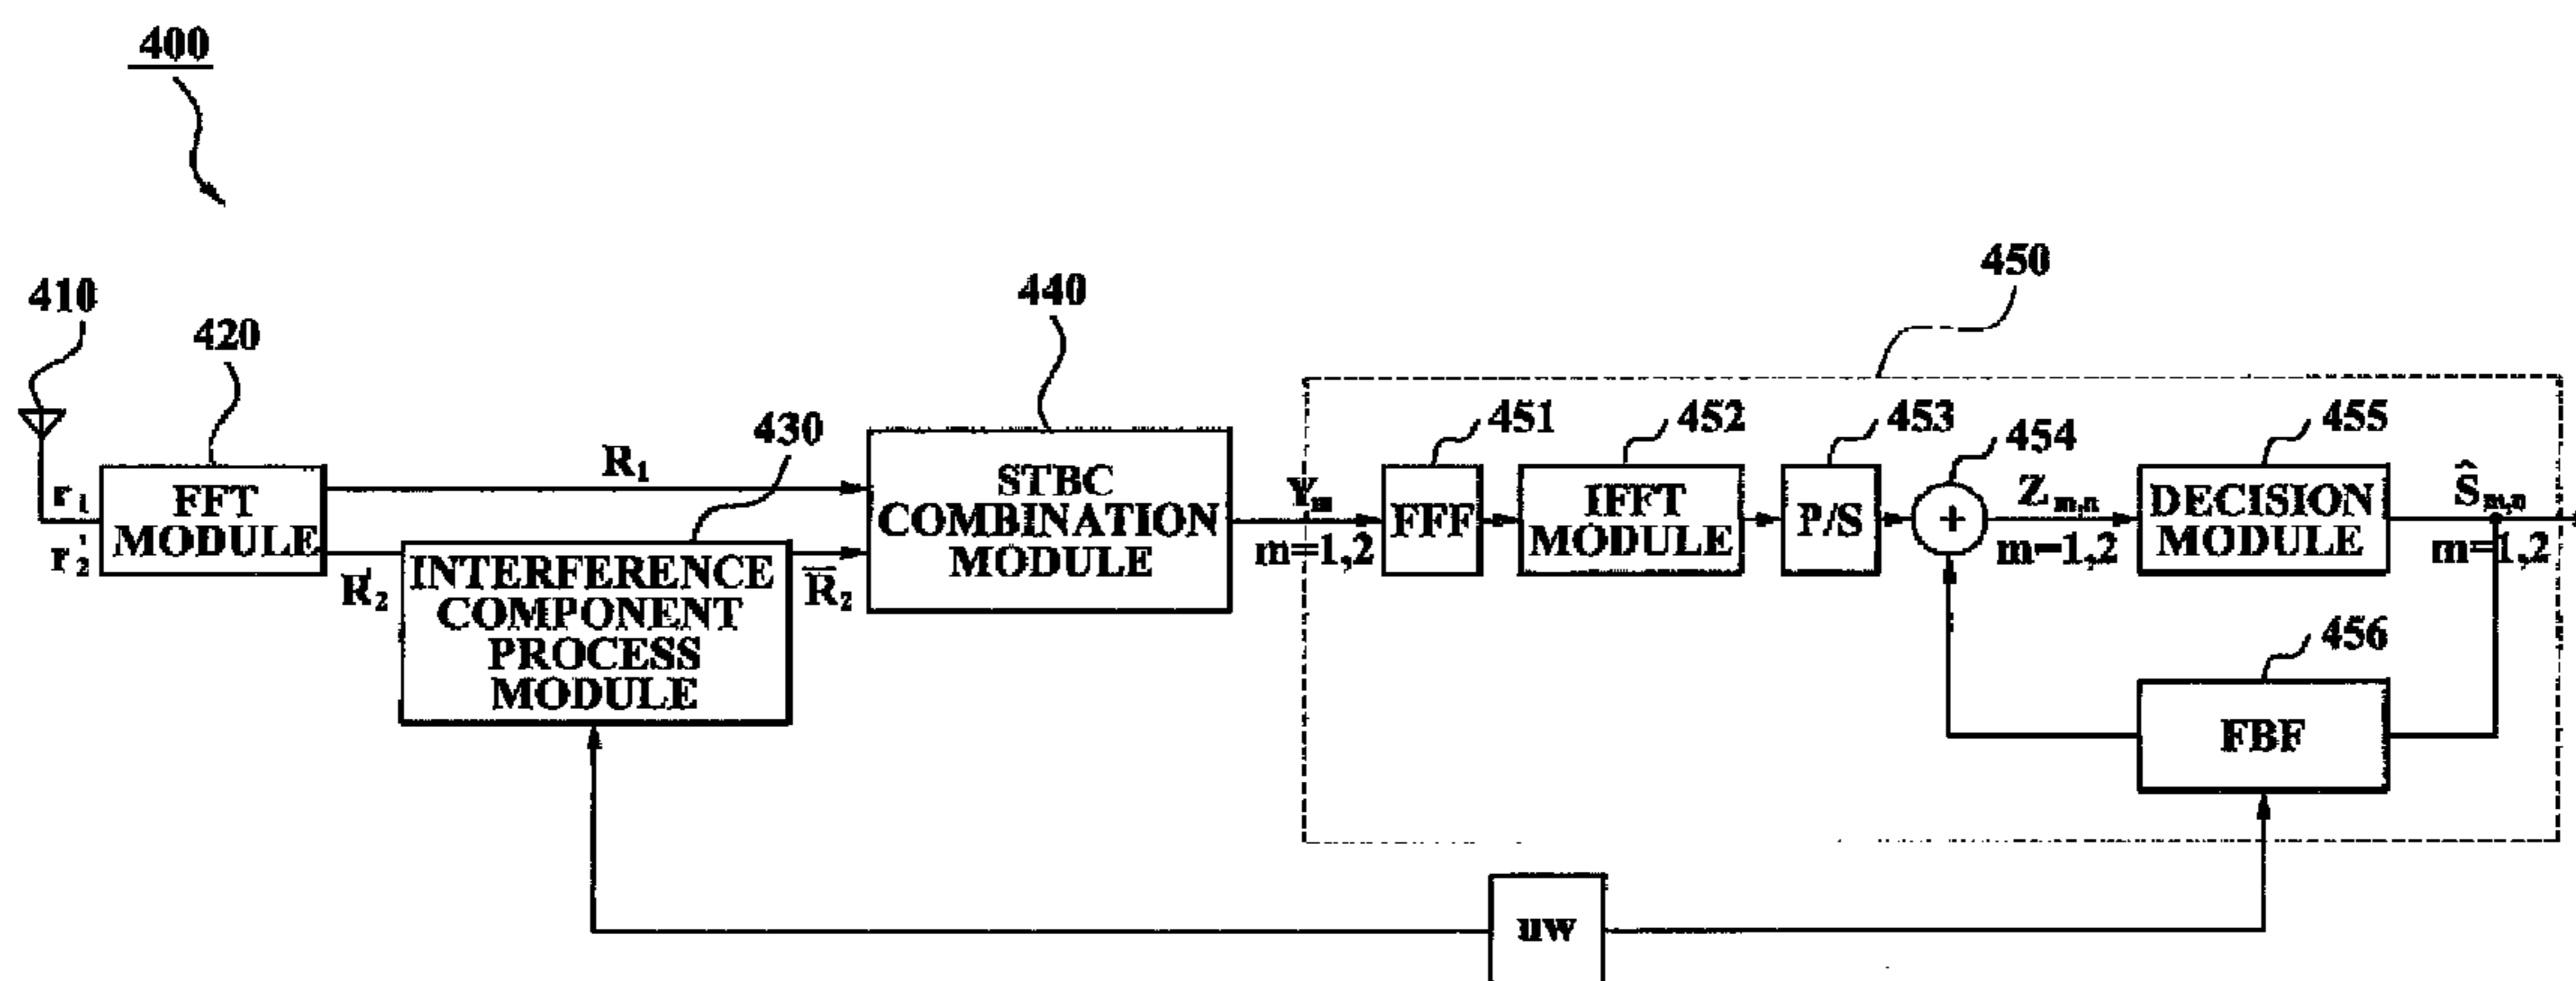 400
410
420
r₁
r'₂
FFT
MODULE
R₁
R'₂
430
INTERFERENCE
COMPONENT
PROCESS
MODULE
R̅₂
440
STBC
COMBINATION
MODULE
Yₘ
m=1,2
450
451
FFF
452
IFFT
MODULE
453
P/S
454
+
Zₘ,ₙ
m=1,2
455
DECISION
MODULE
Ŝₘ,ₙ
m=1,2
456
FBF
uw